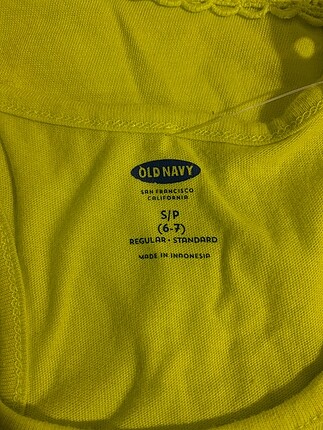 OLD NAVY
SAN FRANCISCO
CALIFORNIA
S/P
(6-7)
REGULAR - STANDARD
MADE IN INDONESIA